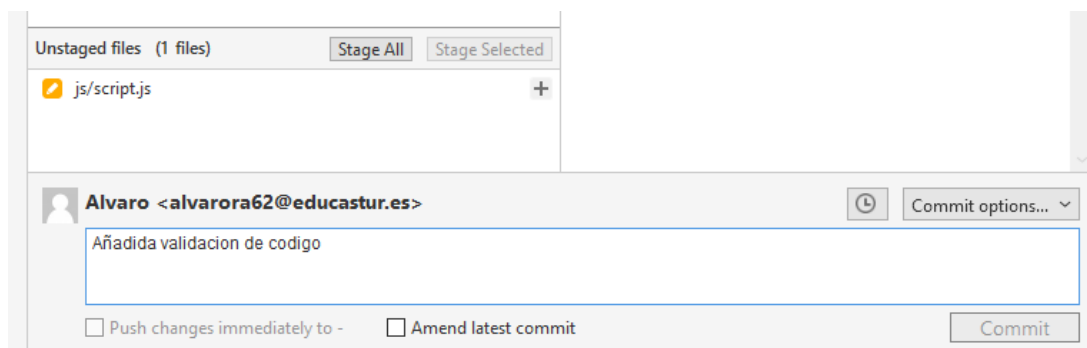 Unstaged files (1 files) Stage All Stage Selected
js/script.js +
Alvaro <alvarora62@educastur.es> Commit options...
Añadida validacion de codigo
Push changes immediately to - Amend latest commit Commit